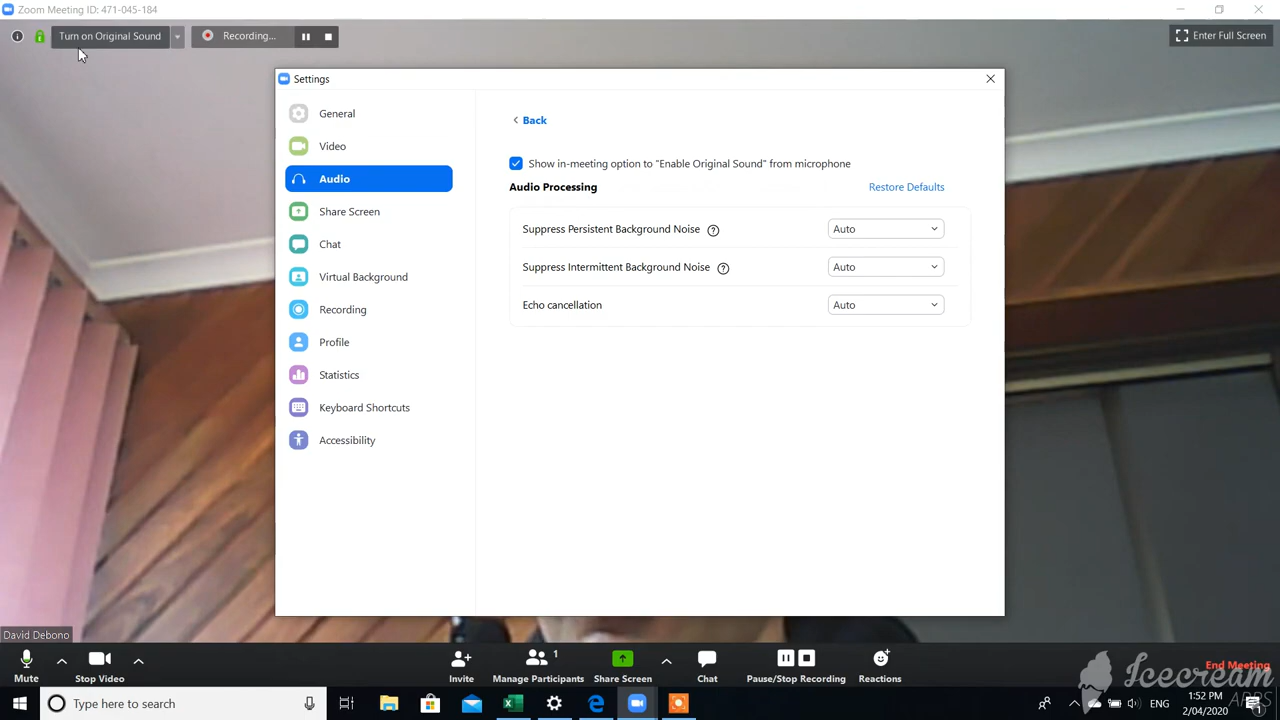 Zoom Meeting ID: 471-045-184
Turn on Original Sound
Recording...
Enter Full Screen
Settings
General
Video
Audio
Share Screen
Chat
Virtual Background
Recording
Profile
Statistics
Keyboard Shortcuts
Accessibility
Back
Show in-meeting option to "Enable Original Sound" from microphone
Audio Processing
Restore Defaults
Suppress Persistent Background Noise ? Auto
Suppress Intermittent Background Noise ? Auto
Echo cancellation Auto
David Debono
Mute
Stop Video
Invite
1
Manage Participants
Share Screen
Chat
Pause/Stop Recording
Reactions
End Meeting
Icecream
APPS
Type here to search
ENG
1:52 PM
2/04/2020
1